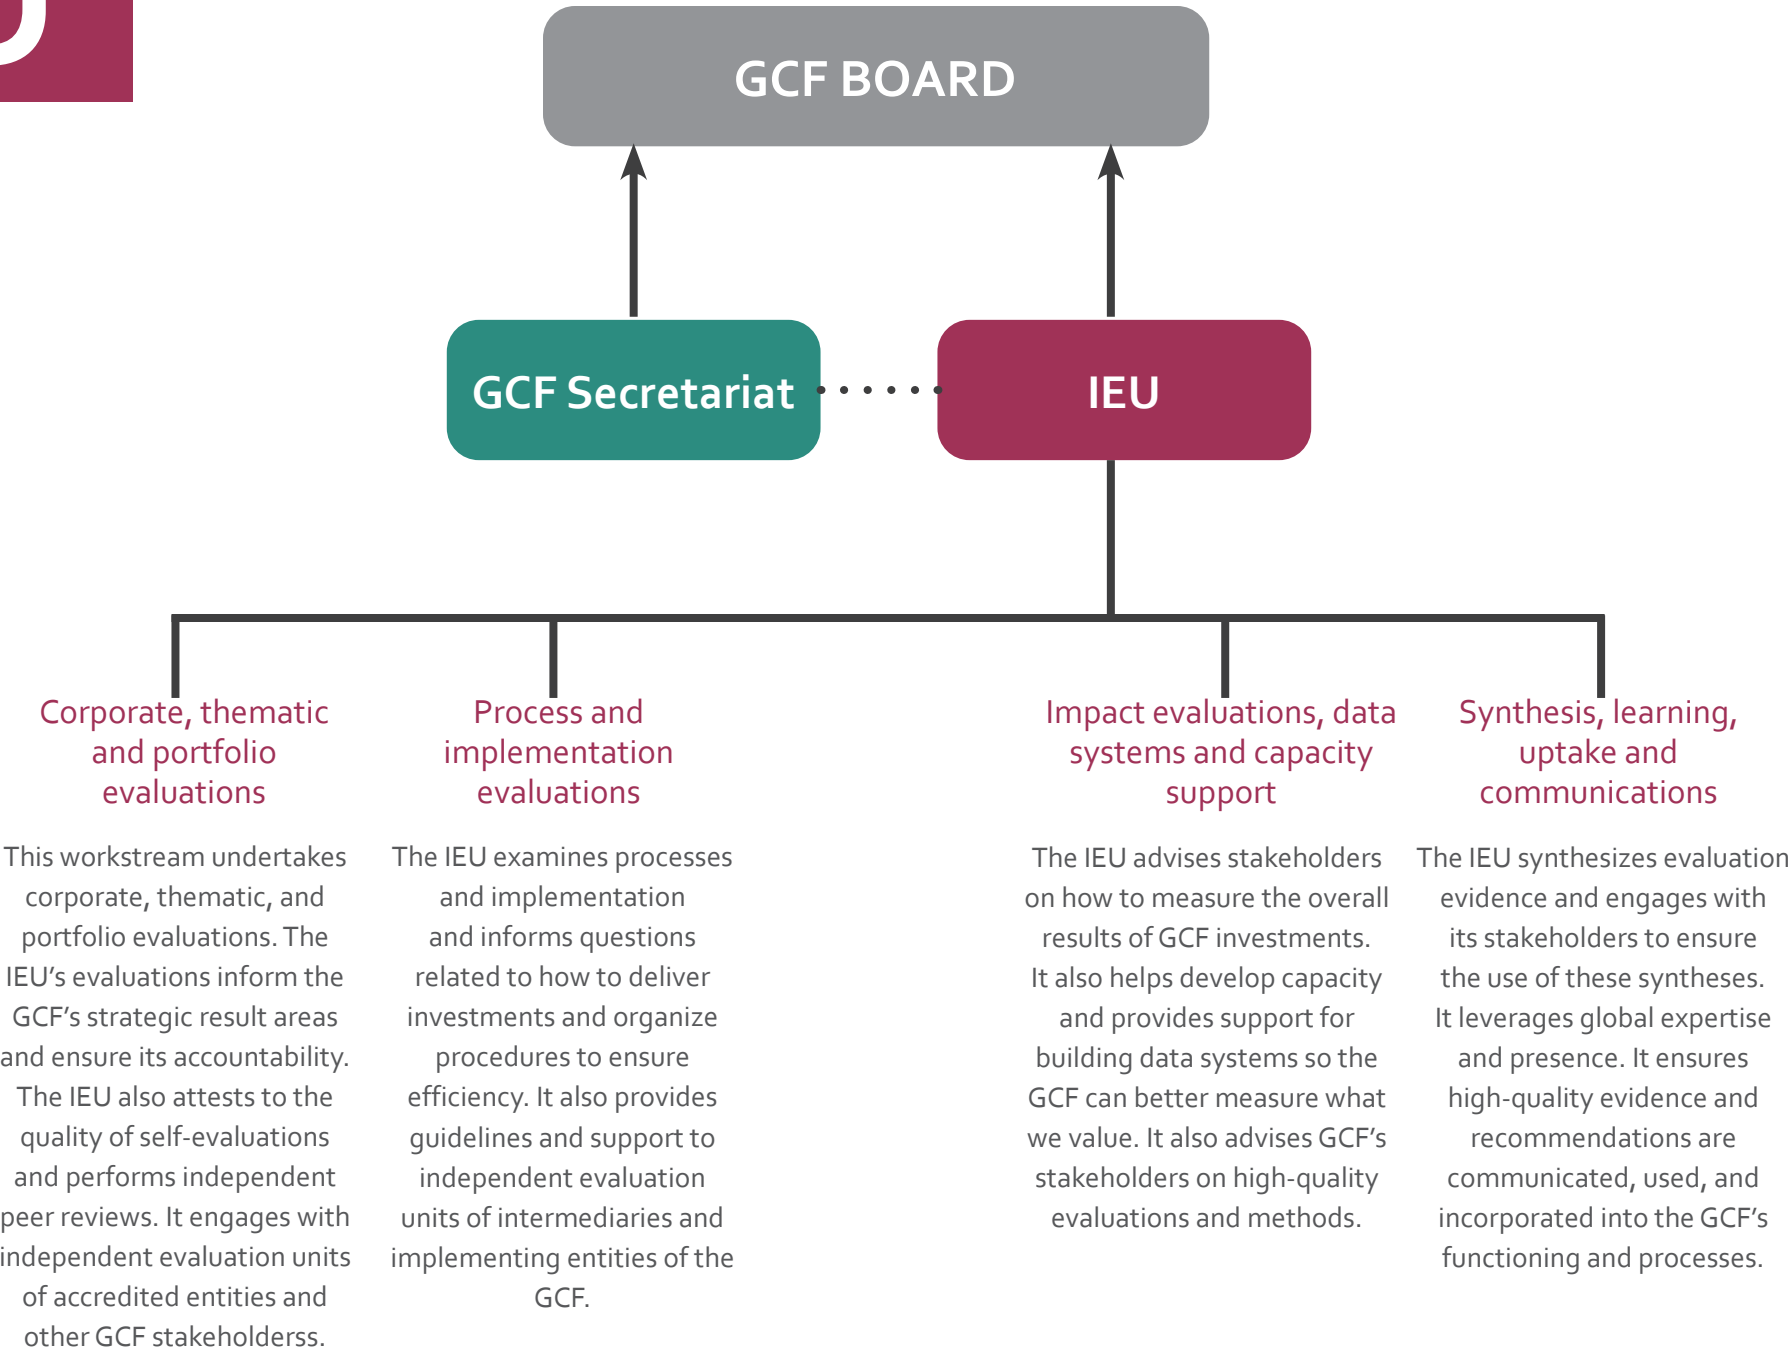 GCF BOARD
GCF Secretariat
IEU
Corporate, thematic
and portfolio
evaluations
This workstream undertakes
corporate, thematic, and
portfolio evaluations. The
IEU's evaluations inform the
GCF's strategic result areas
and ensure its accountability.
The IEU also attests to the
quality of self-evaluations
and performs independent
peer reviews. It engages with
independent evaluation units
of accredited entities and
other GCF stakeholderss.
Process and
implementation
evaluations
The IEU examines processes
and implementation
and informs questions
related to how to deliver
investments and organize
procedures to ensure
efficiency. It also provides
guidelines and support to
independent evaluation
units of intermediaries and
implementing entities of the
GCF.
Impact evaluations, data
systems and capacity
support
The IEU advises stakeholders
on how to measure the overall
results of GCF investments.
It also helps develop capacity
and provides support for
building data systems so the
GCF can better measure what
we value. It also advises GCF's
stakeholders on high-quality
evaluations and methods.
Synthesis, learning,
uptake and
communications
The IEU synthesizes evaluation
evidence and engages with
its stakeholders to ensure
the use of these syntheses.
It leverages global expertise
and presence. It ensures
high-quality evidence and
recommendations are
communicated, used, and
incorporated into the GCF's
functioning and processes.